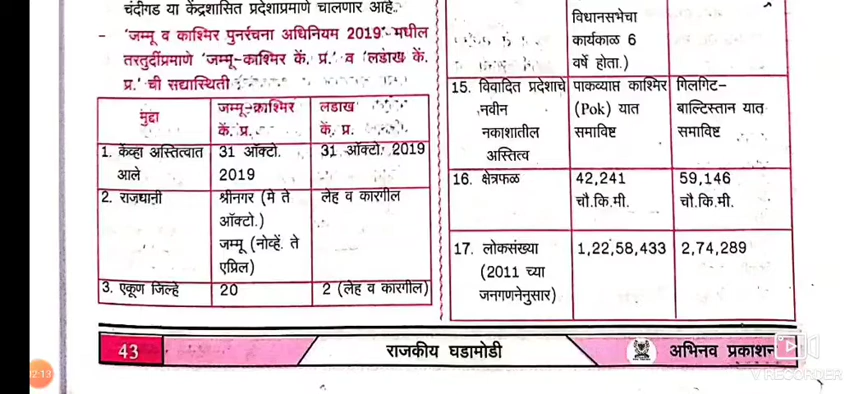 चंदीगड या केंद्रशासित प्रदेशाप्रमाणे चालणार आहे.
- 'जम्मू व काश्मिर पुनर्रचना अधिनियम 2019' मधील
तरतुदींप्रमाणे 'जम्मू-काश्मिर कें. प्र.' व 'लडाख कें.
प्र.' ची सद्यस्थिती
मुद्दा
जम्मू-काश्मिर
कें. प्र.
लडाख
कें. प्र.
1. केंव्हा अस्तित्वात
आले
31 ऑक्टो.
2019
31 ऑक्टो. 2019
2. राजधानी
श्रीनगर (मे ते
ऑक्टो.)
जम्मू (नोव्हें. ते
एप्रिल)
लेह व कारगील
3. एकूण जिल्हे
20
2 (लेह व कारगील)
विधानसभेचा
कार्यकाळ 6
वर्षे होता.)
15. विवादित प्रदेशाचे
नवीन
नकाशातील
अस्तित्व
पाकव्याप्त काश्मिर
(Pok) यात
समाविष्ट
गिलगिट-
बाल्टिस्तान यात
समाविष्ट
16. क्षेत्रफळ
42,241
चौ.कि.मी.
59,146
चौ.कि.मी.
17. लोकसंख्या
(2011 च्या
जनगणनेनुसार)
1,22,58,433
2,74,289
43
राजकीय घडामोडी
अभिनव प्रकाशन
02:13
V RECORDER